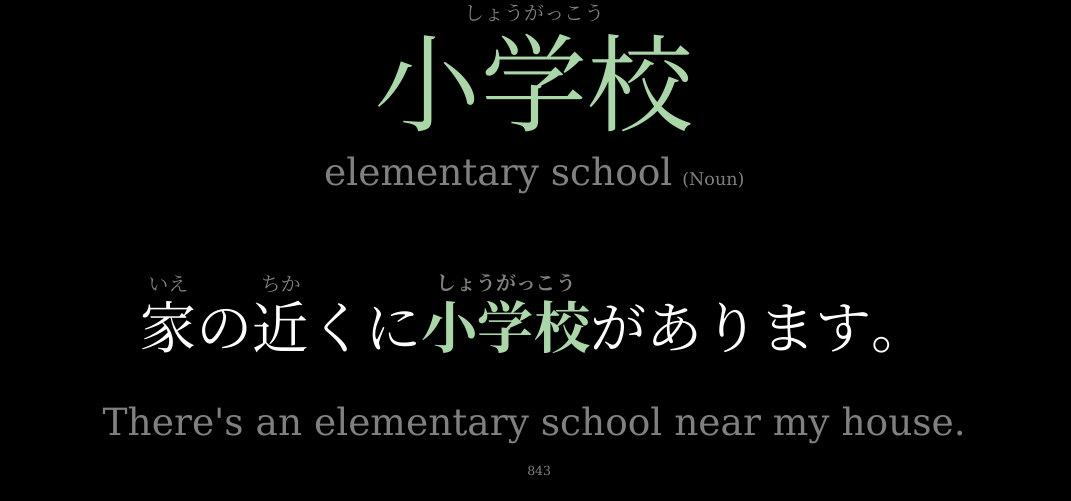 しょうがっこう
小学校
elementary school (Noun)
いえ ちか しょうがっこう
家の近くに小学校があります。
There's an elementary school near my house.
843